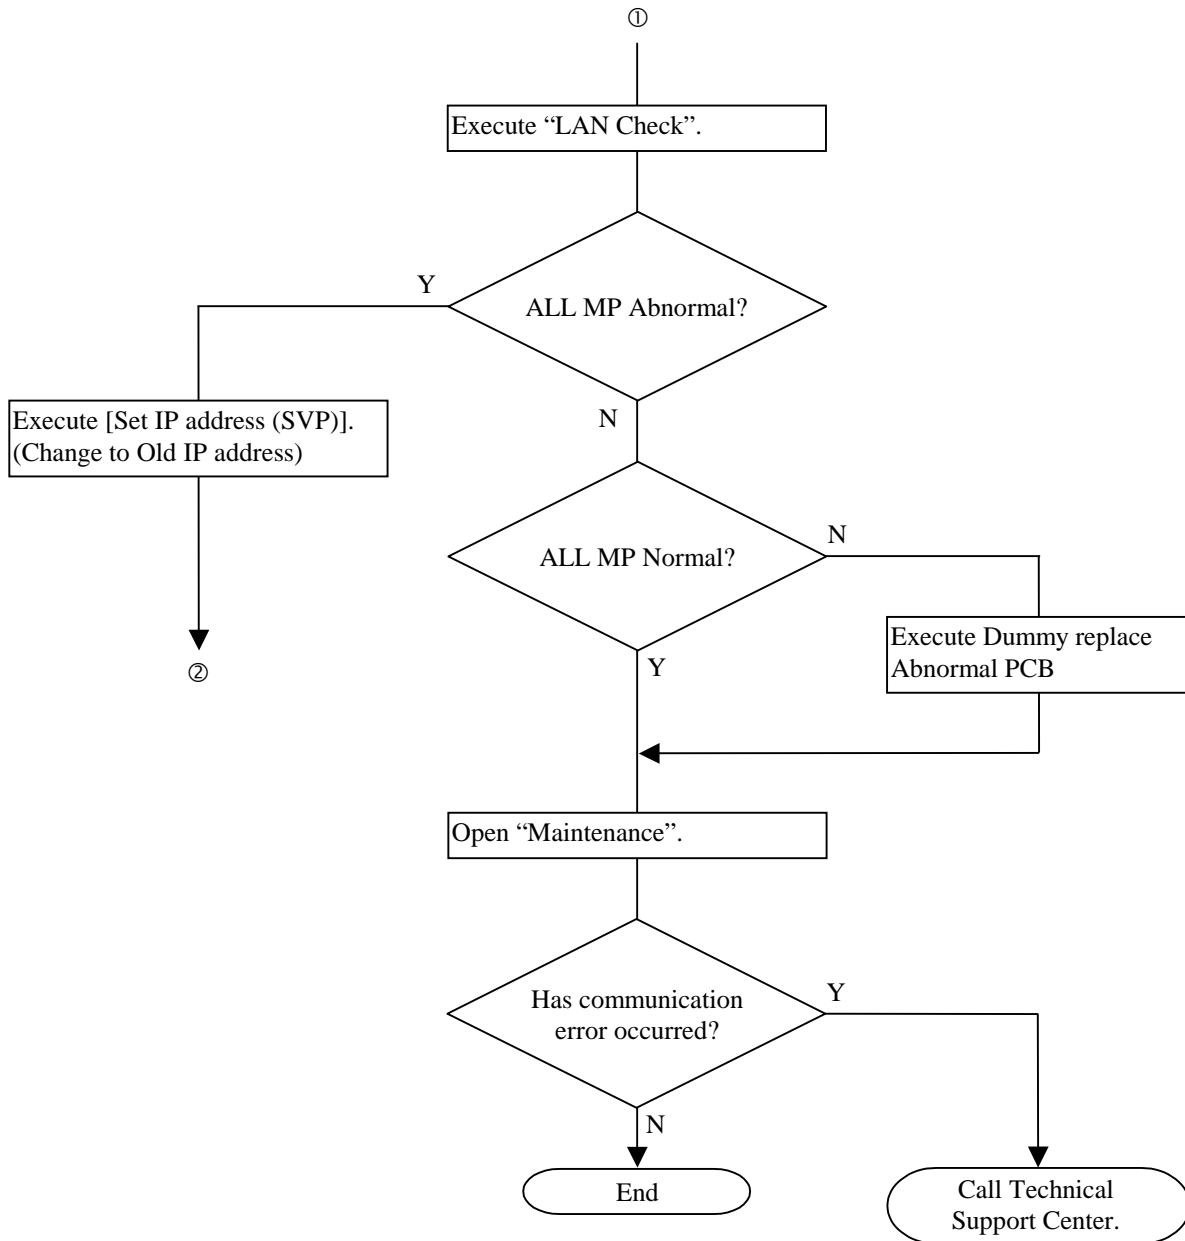 ①
Execute “LAN Check”.
Y
ALL MP Abnormal?
Execute [Set IP address (SVP)].
(Change to Old IP address)
N
ALL MP Normal?
N
Execute Dummy replace
Abnormal PCB
Y
②
Open “Maintenance”.
Has communication
error occurred?
Y
N
End
Call Technical
Support Center.